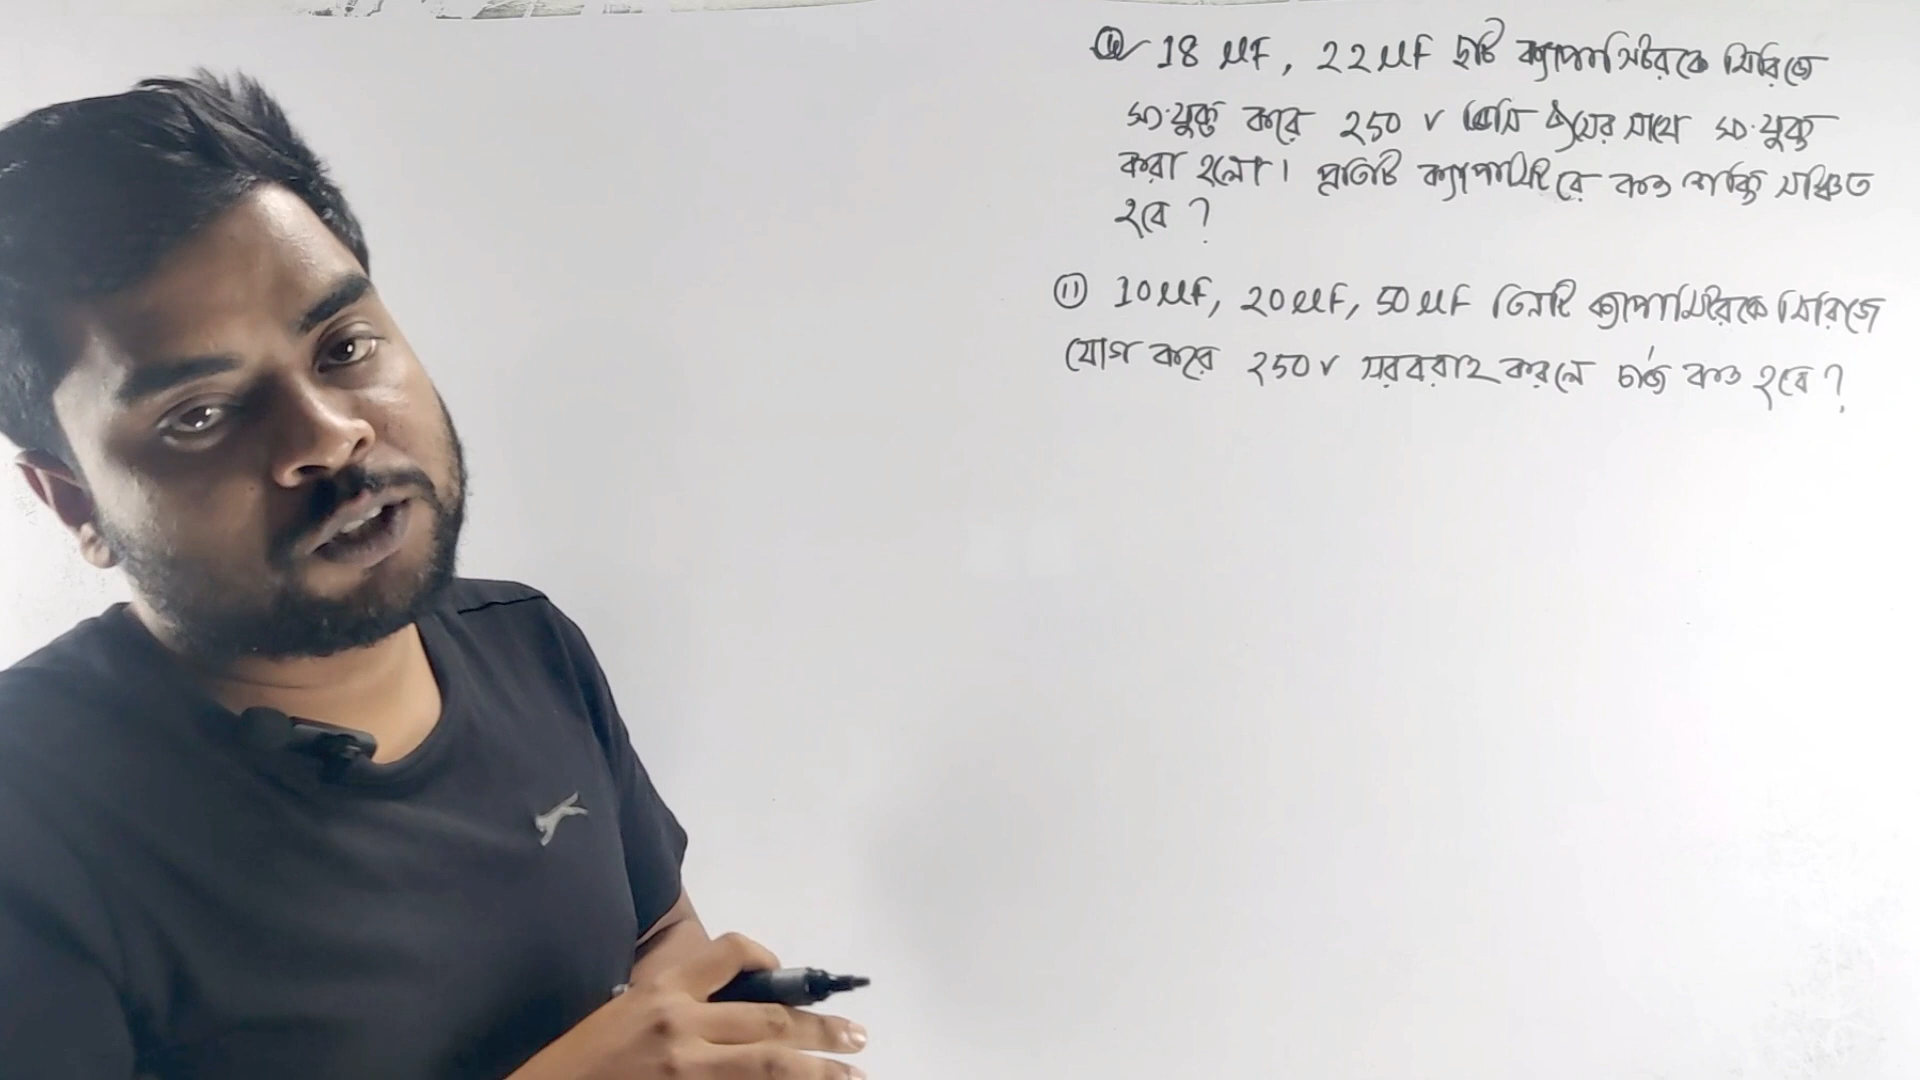 18 μF, 22 μF দুটি ক্যাপাসিটরকে সিরিজে
সংযুক্ত করে 250 V ডিসি উৎসের সাথে সংযুক্ত
করা হলো। প্রতিটি ক্যাপাসিটরে কত শক্তি সঞ্চিত
হবে ?
⑪ 10 μF, 20 μF, 50 μF তিনটি ক্যাপাসিটরকে সিরিজে
যোগ করে 250 V সরবরাহ করলে চার্জ কত হবে ?